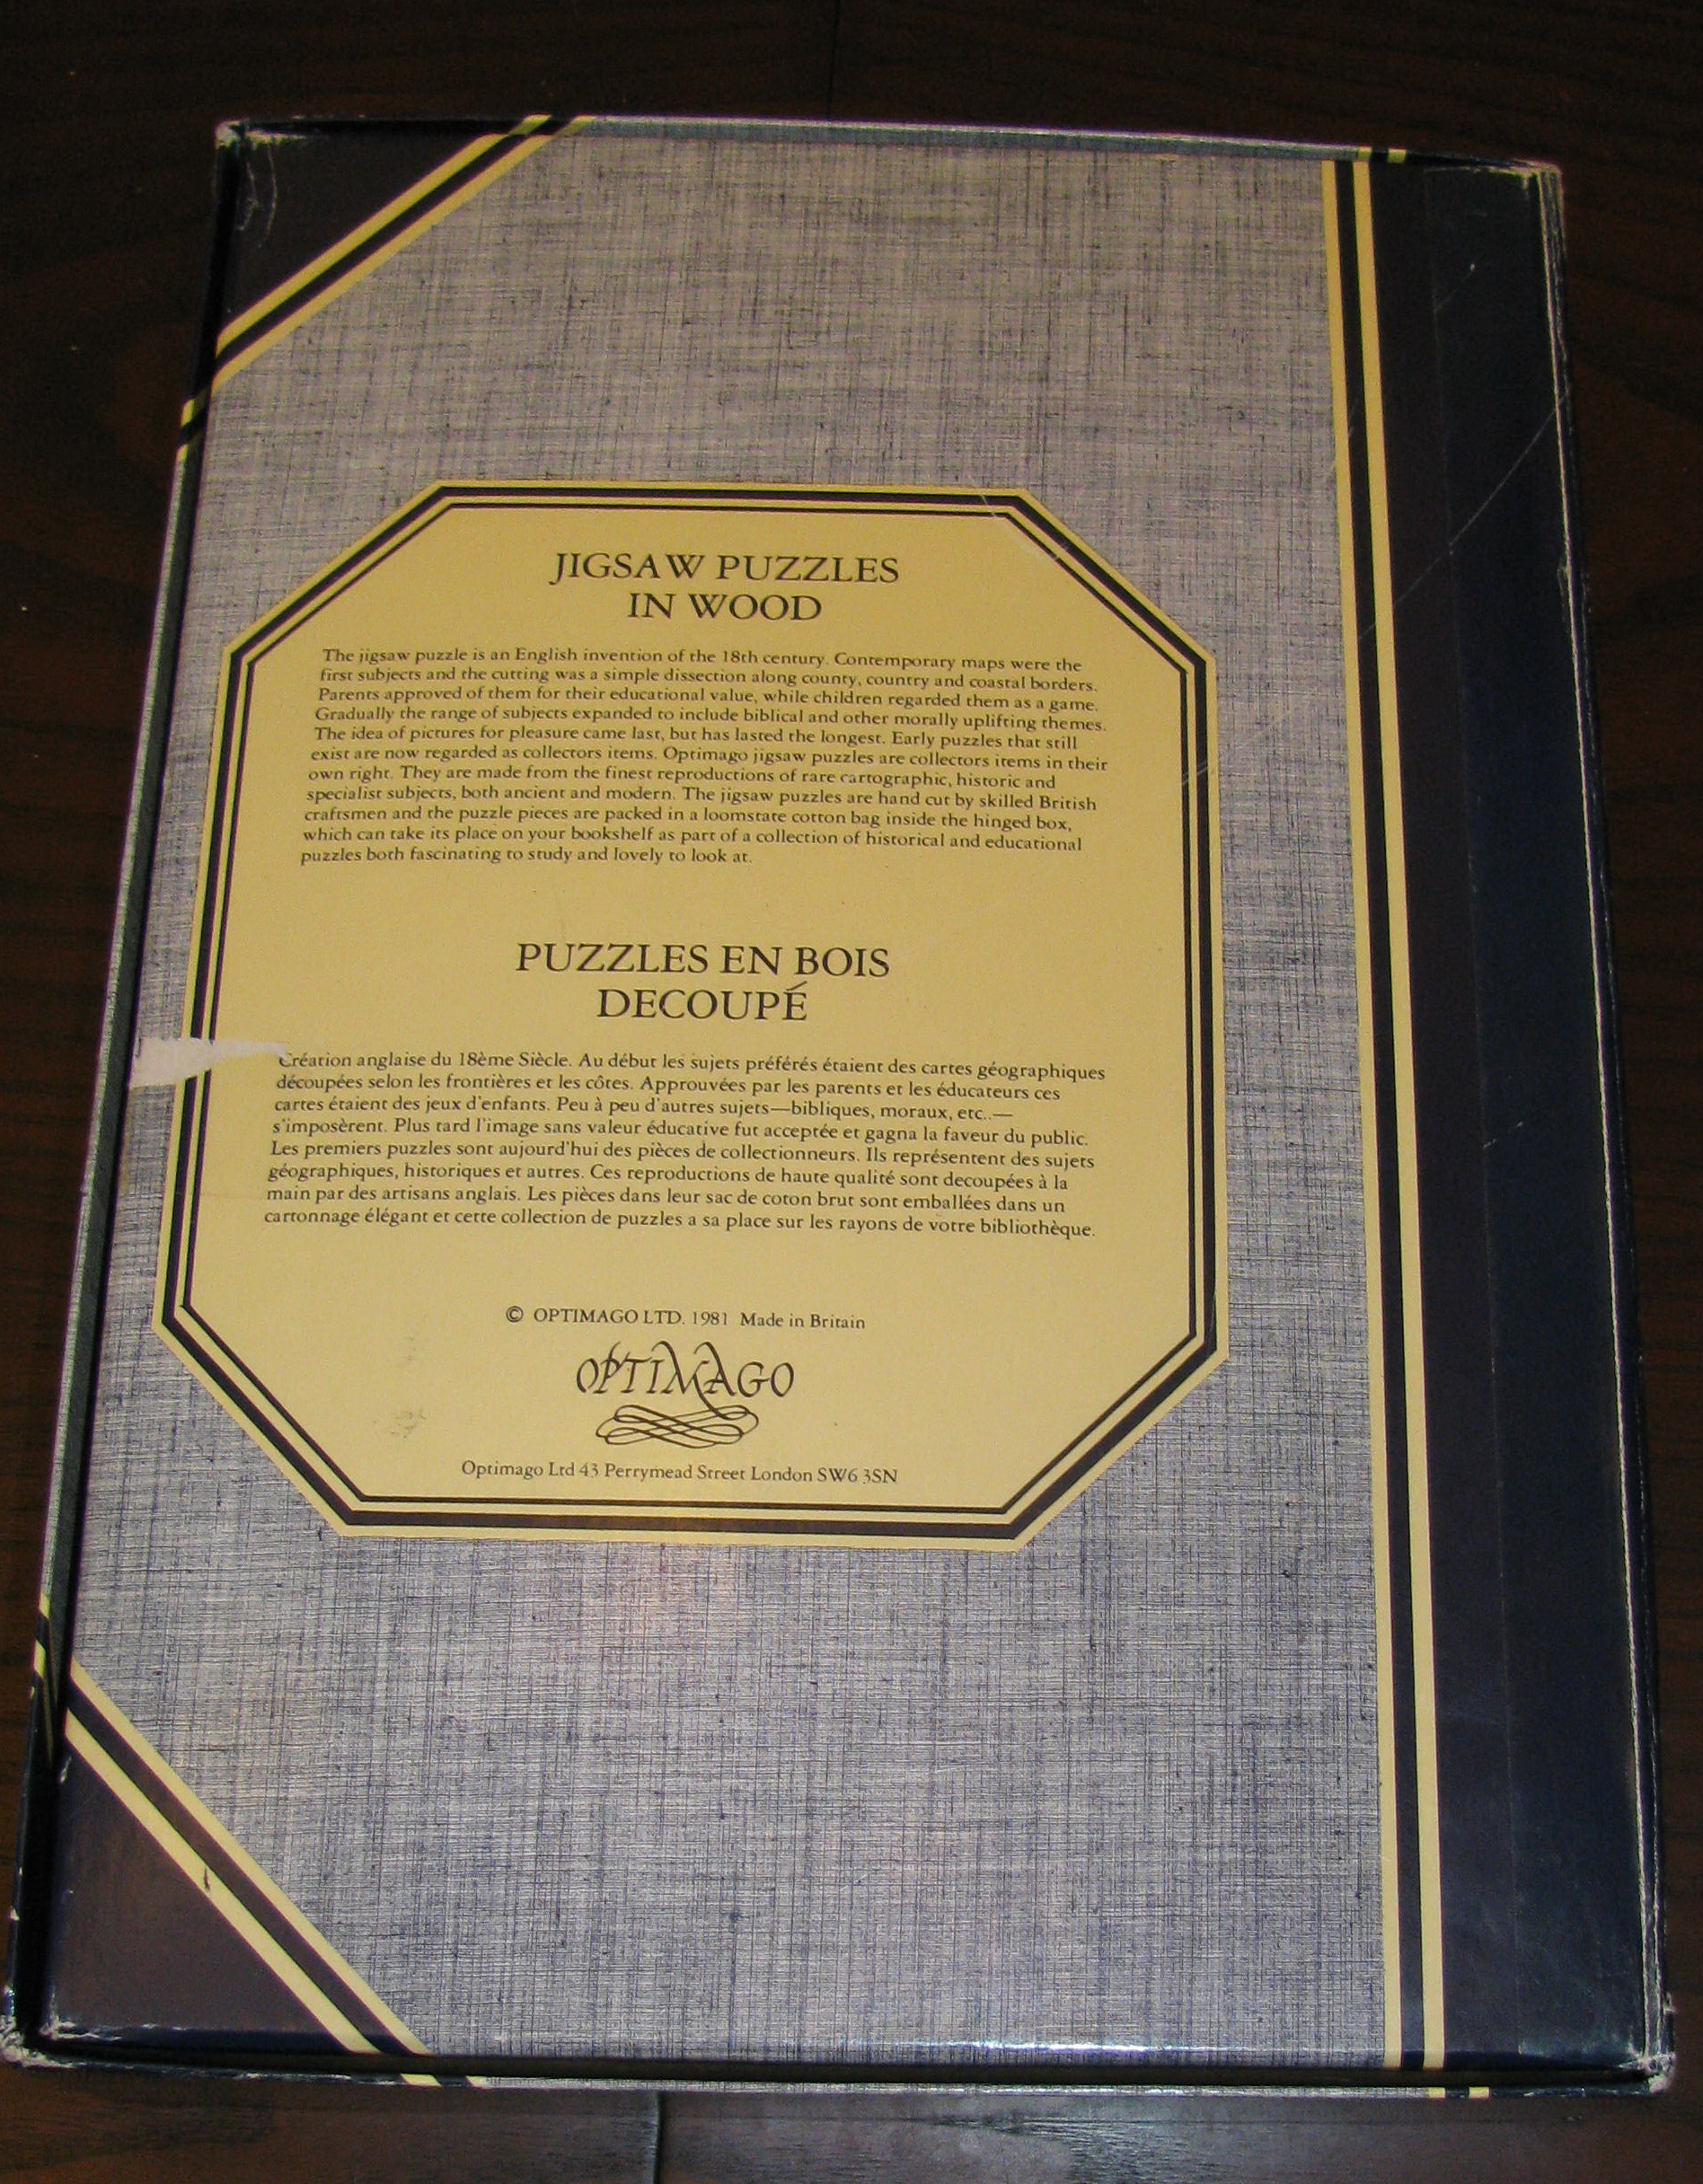 JIGSAW PUZZLES
IN WOOD
The jigsaw puzzle is an English invention of the 18th century. Contemporary maps were the
first subjects and the cutting was a simple dissection along county, country and coastal borders.
Parents approved of them for their educational value, while children regarded them as a game.
Gradually the range of subjects expanded to include biblical and other morally uplifting themes.
The idea of pictures for pleasure came last, but has lasted the longest. Early puzzles that still
exist are now regarded as collectors items. Optimago jigsaw puzzles are collectors items in their
own right. They are made from the finest reproductions of rare cartographic, historic and
specialist subjects, both ancient and modern. The jigsaw puzzles are hand cut by skilled British
craftsmen and the puzzle pieces are packed in a loomstate cotton bag inside the hinged box,
which can take its place on your bookshelf as part of a collection of historical and educational
puzzles both fascinating to study and lovely to look at.
PUZZLES EN BOIS
DECOUPÉ
Création anglaise du 18ème Siècle. Au début les sujets préférés étaient des cartes géographiques
découpées selon les frontières et les côtes. Approuvées par les parents et les éducateurs ces
cartes étaient des jeux d'enfants. Peu à peu d'autres sujets—bibliques, moraux, etc..—
s'imposèrent. Plus tard l'image sans valeur éducative fut acceptée et gagna la faveur du public.
Les premiers puzzles sont aujourd'hui des pièces de collectionneurs. Ils représentent des sujets
géographiques, historiques et autres. Ces reproductions de haute qualité sont decoupées à la
main par des artisans anglais. Les pièces dans leur sac de coton brut sont emballées dans un
cartonnage élégant et cette collection de puzzles a sa place sur les rayons de votre bibliothèque.
© OPTIMAGO LTD. 1981 Made in Britain
OPTIMAGO
Optimago Ltd 43 Perrymead Street London SW6 3SN